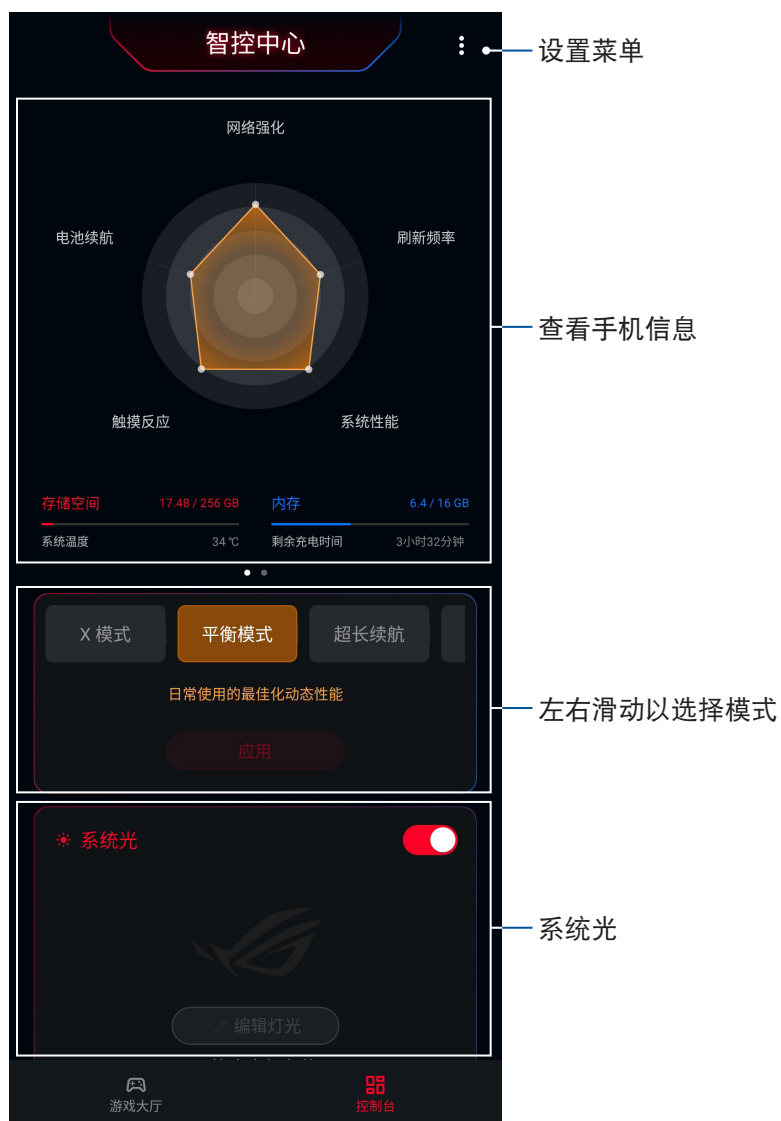 智控中心
设置菜单
网络强化
电池续航
刷新频率
查看手机信息
触摸反应
系统性能
存储空间 17.48 / 256 GB 内存 6.4 / 16 GB
系统温度 34 ℃ 剩余充电时间 3小时32分钟
X 模式 平衡模式 超长续航
日常使用的最佳化动态性能
左右滑动以选择模式
应用
系统光
系统光
编辑灯光
游戏大厅 控制台